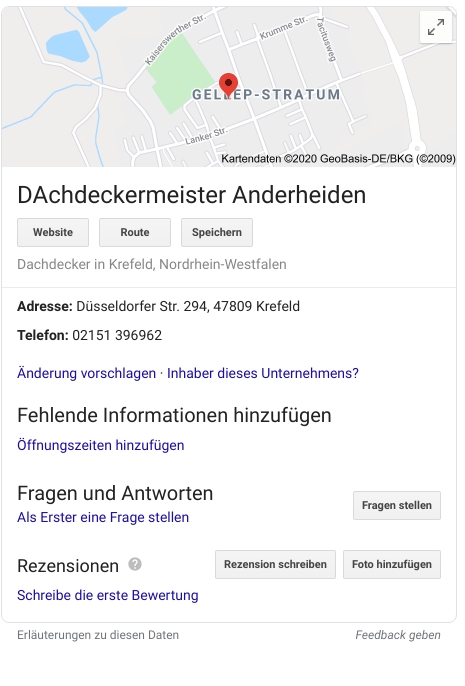 Kaiserswerther Str.
Krumme Str.
Tacitusweg
GELLEP-STRATUM
Lanker Str.
Kartendaten ©2020 GeoBasis-DE/BKG (©2009)
DAchdeckermeister Anderheiden
Website Route Speichern
Dachdecker in Krefeld, Nordrhein-Westfalen
Adresse: Düsseldorfer Str. 294, 47809 Krefeld
Telefon: 02151 396962
Änderung vorschlagen · Inhaber dieses Unternehmens?
Fehlende Informationen hinzufügen
Öffnungszeiten hinzufügen
Fragen und Antworten
Fragen stellen
Als Erster eine Frage stellen
Rezensionen ? Rezension schreiben Foto hinzufügen
Schreibe die erste Bewertung
Erläuterungen zu diesen Daten Feedback geben